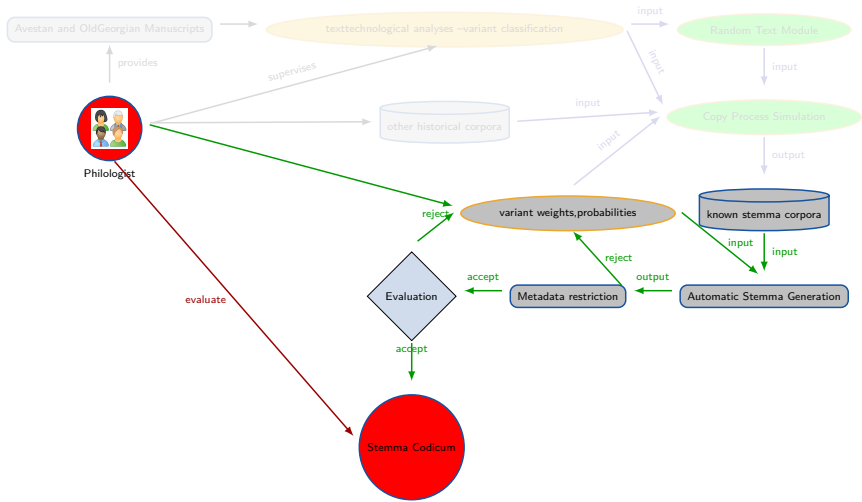 Avestan and OldGeorgian Manuscripts
texttechnological analyses –variant classification
input
Random Text Module
provides
supervises
input
input
other historical corpora
input
Copy Process Simulation
input
output
Philologist
reject
variant weights,probabilities
known stemma corpora
input
input
reject
evaluate
Evaluation
accept
Metadata restriction
output
Automatic Stemma Generation
accept
Stemma Codicum